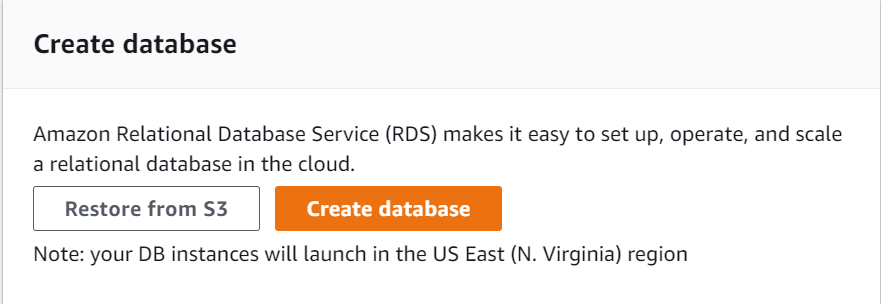 Create database
Amazon Relational Database Service (RDS) makes it easy to set up, operate, and scale
a relational database in the cloud.
Restore from S3
Create database
Note: your DB instances will launch in the US East (N. Virginia) region